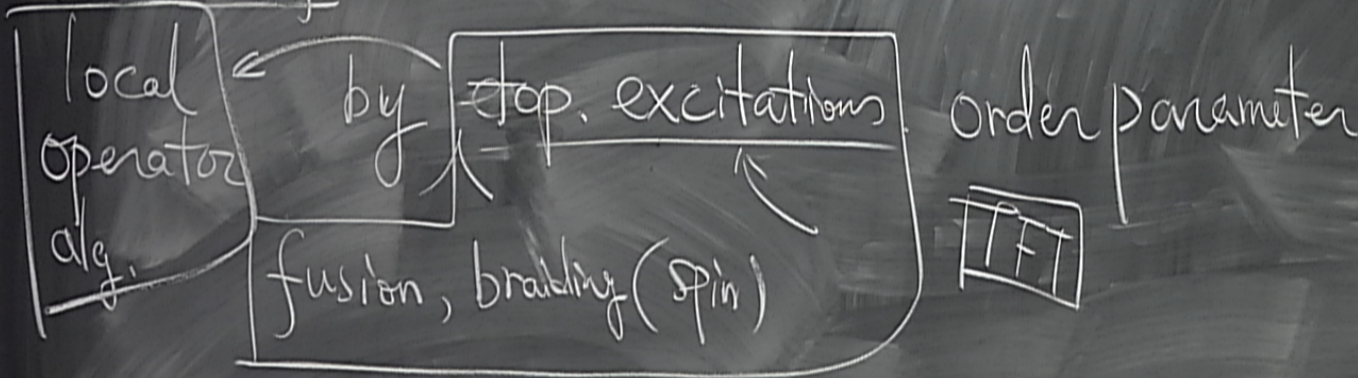 local
operator
alg.
by top. excitations
fusion, braiding (spin)
order parameter
TFT